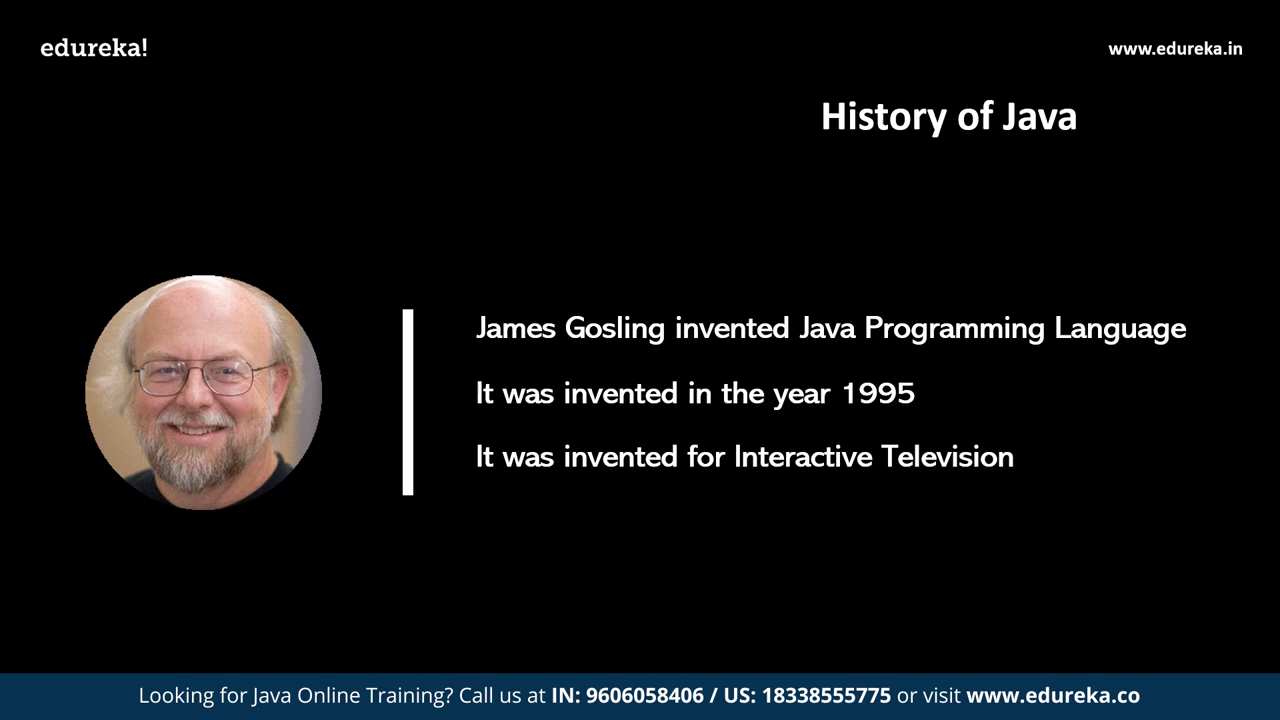 edureka!
www.edureka.in
History of Java
James Gosling invented Java Programming Language
It was invented in the year 1995
It was invented for Interactive Television
Looking for Java Online Training? Call us at IN: 9606058406 / US: 18338555775 or visit www.edureka.co